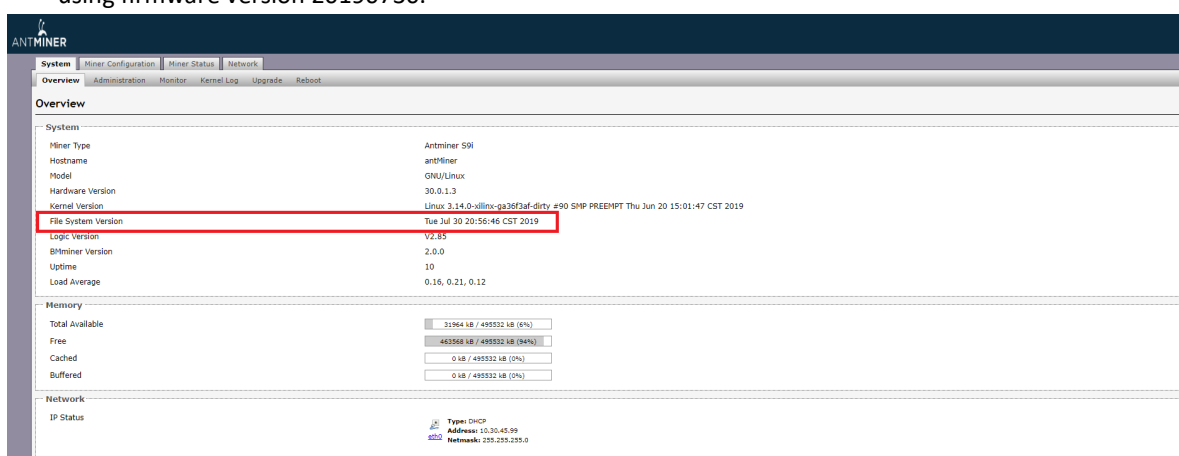 using firmware version 20190730.
ANTMINER
System Miner Configuration Miner Status Network
Overview Administration Monitor Kernel Log Upgrade Reboot
Overview
System
Miner Type Antminer S9i
Hostname antMiner
Model GNU/Linux
Hardware Version 30.0.1.3
Kernel Version Linux 3.14.0-xilinx-ga36f3af-dirty #90 SMP PREEMPT Thu Jun 20 15:01:47 CST 2019
File System Version Tue Jul 30 20:56:46 CST 2019
Logic Version V2.85
BMminer Version 2.0.0
Uptime 10
Load Average 0.16, 0.21, 0.12
Memory
Total Available 31964 kB / 495532 kB (6%)
Free 463568 kB / 495532 kB (94%)
Cached 0 kB / 495532 kB (0%)
Buffered 0 kB / 495532 kB (0%)
Network
IP Status Type: DHCP
Address: 10.30.45.99
eth0 Netmask: 255.255.255.0